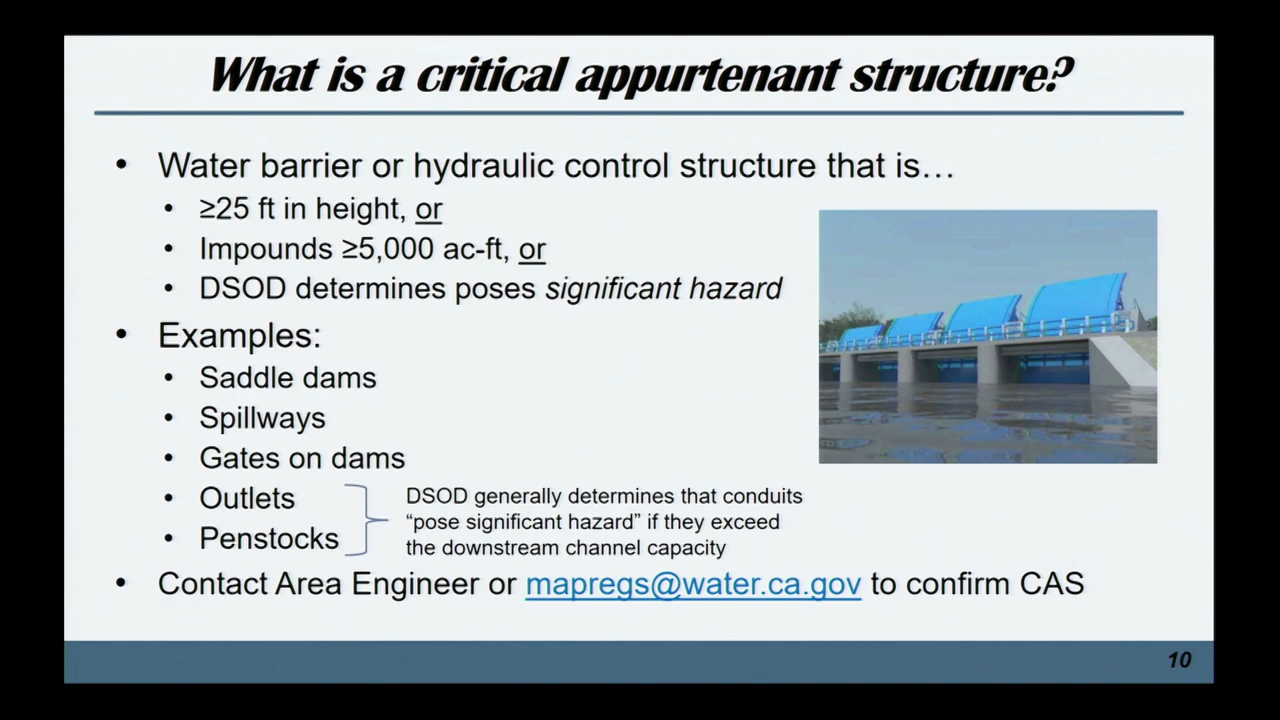 What is a critical appurtenant structure?
• Water barrier or hydraulic control structure that is…
• ≥25 ft in height, or
• Impounds ≥5,000 ac-ft, or
• DSOD determines poses significant hazard
• Examples:
• Saddle dams
• Spillways
• Gates on dams
• Outlets
• Penstocks
DSOD generally determines that conduits
“pose significant hazard” if they exceed
the downstream channel capacity
• Contact Area Engineer or mapregs@water.ca.gov to confirm CAS
10